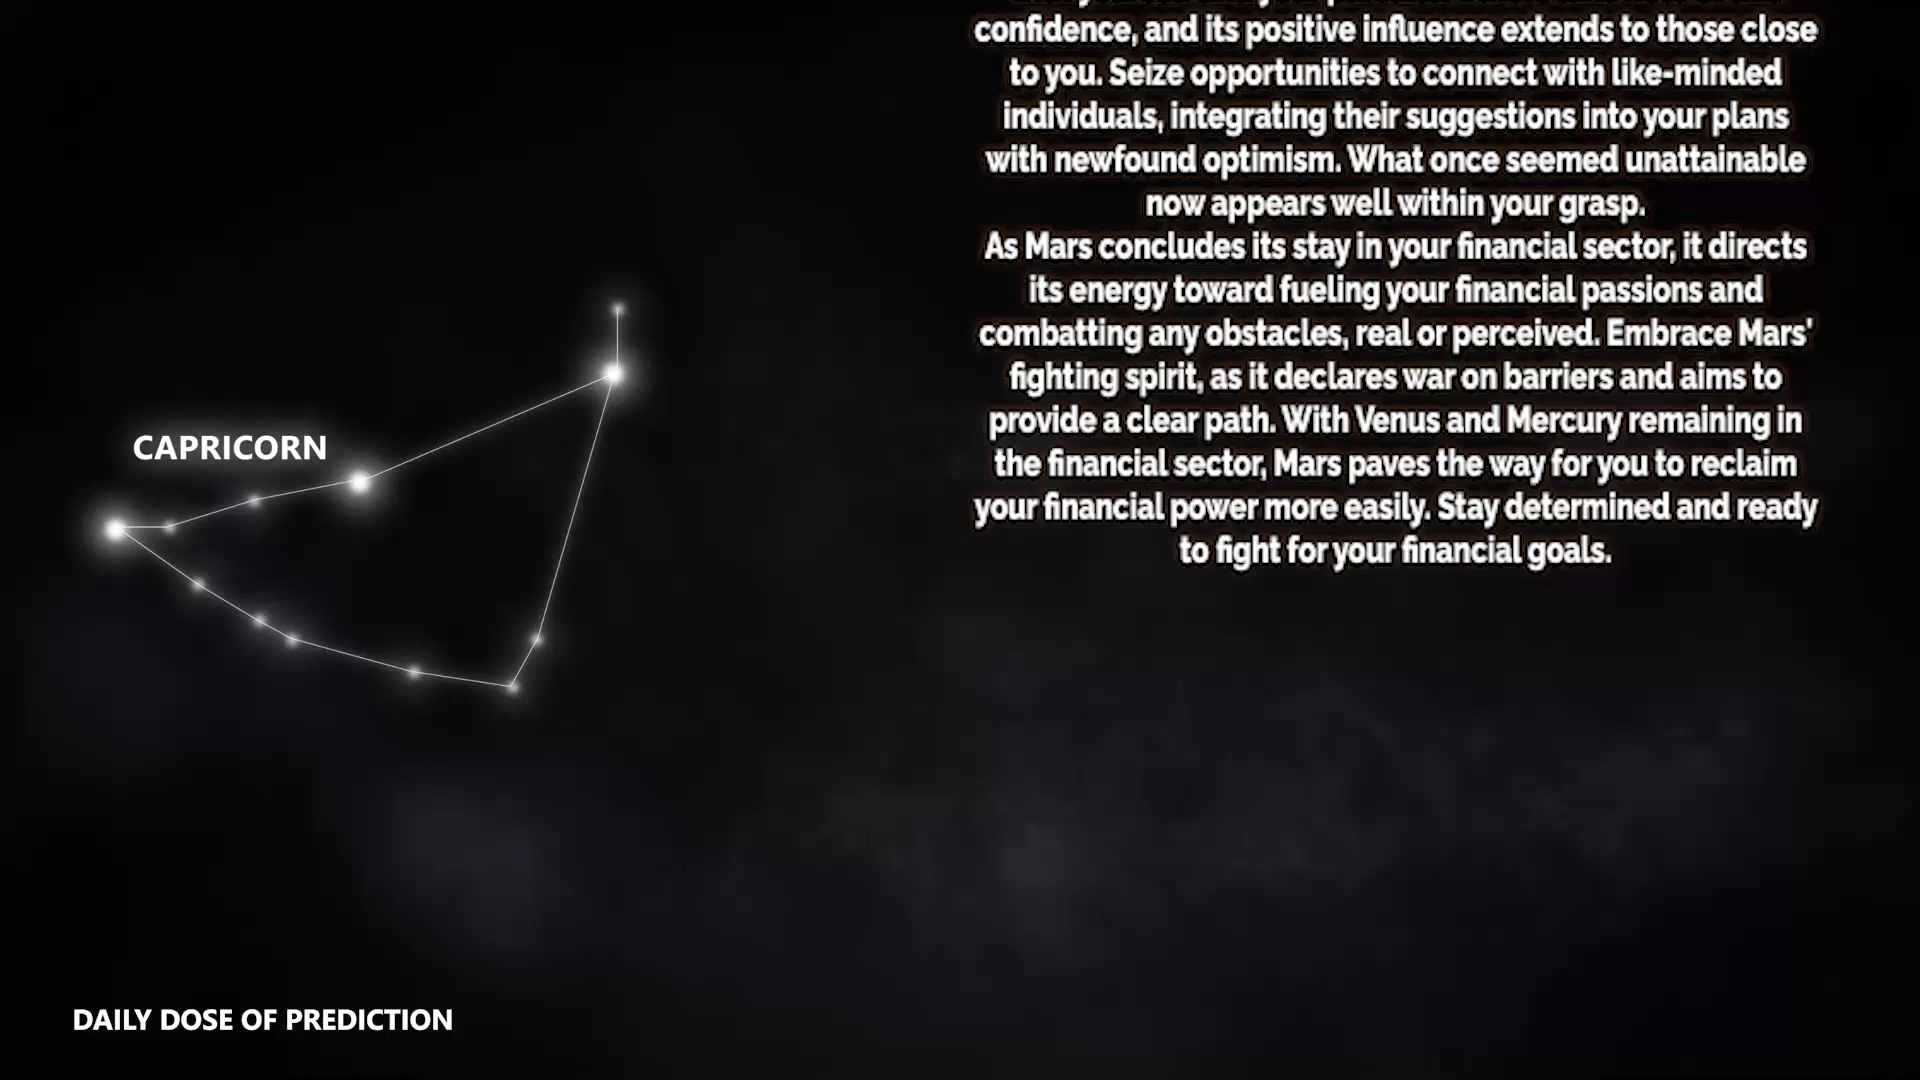 confidence, and its positive influence extends to those close
to you. Seize opportunities to connect with like-minded
individuals, integrating their suggestions into your plans
with newfound optimism. What once seemed unattainable
now appears well within your grasp.
As Mars concludes its stay in your financial sector, it directs
its energy toward fueling your financial passions and
combatting any obstacles, real or perceived. Embrace Mars'
fighting spirit, as it declares war on barriers and aims to
provide a clear path. With Venus and Mercury remaining in
the financial sector, Mars paves the way for you to reclaim
your financial power more easily. Stay determined and ready
to fight for your financial goals.
CAPRICORN
DAILY DOSE OF PREDICTION